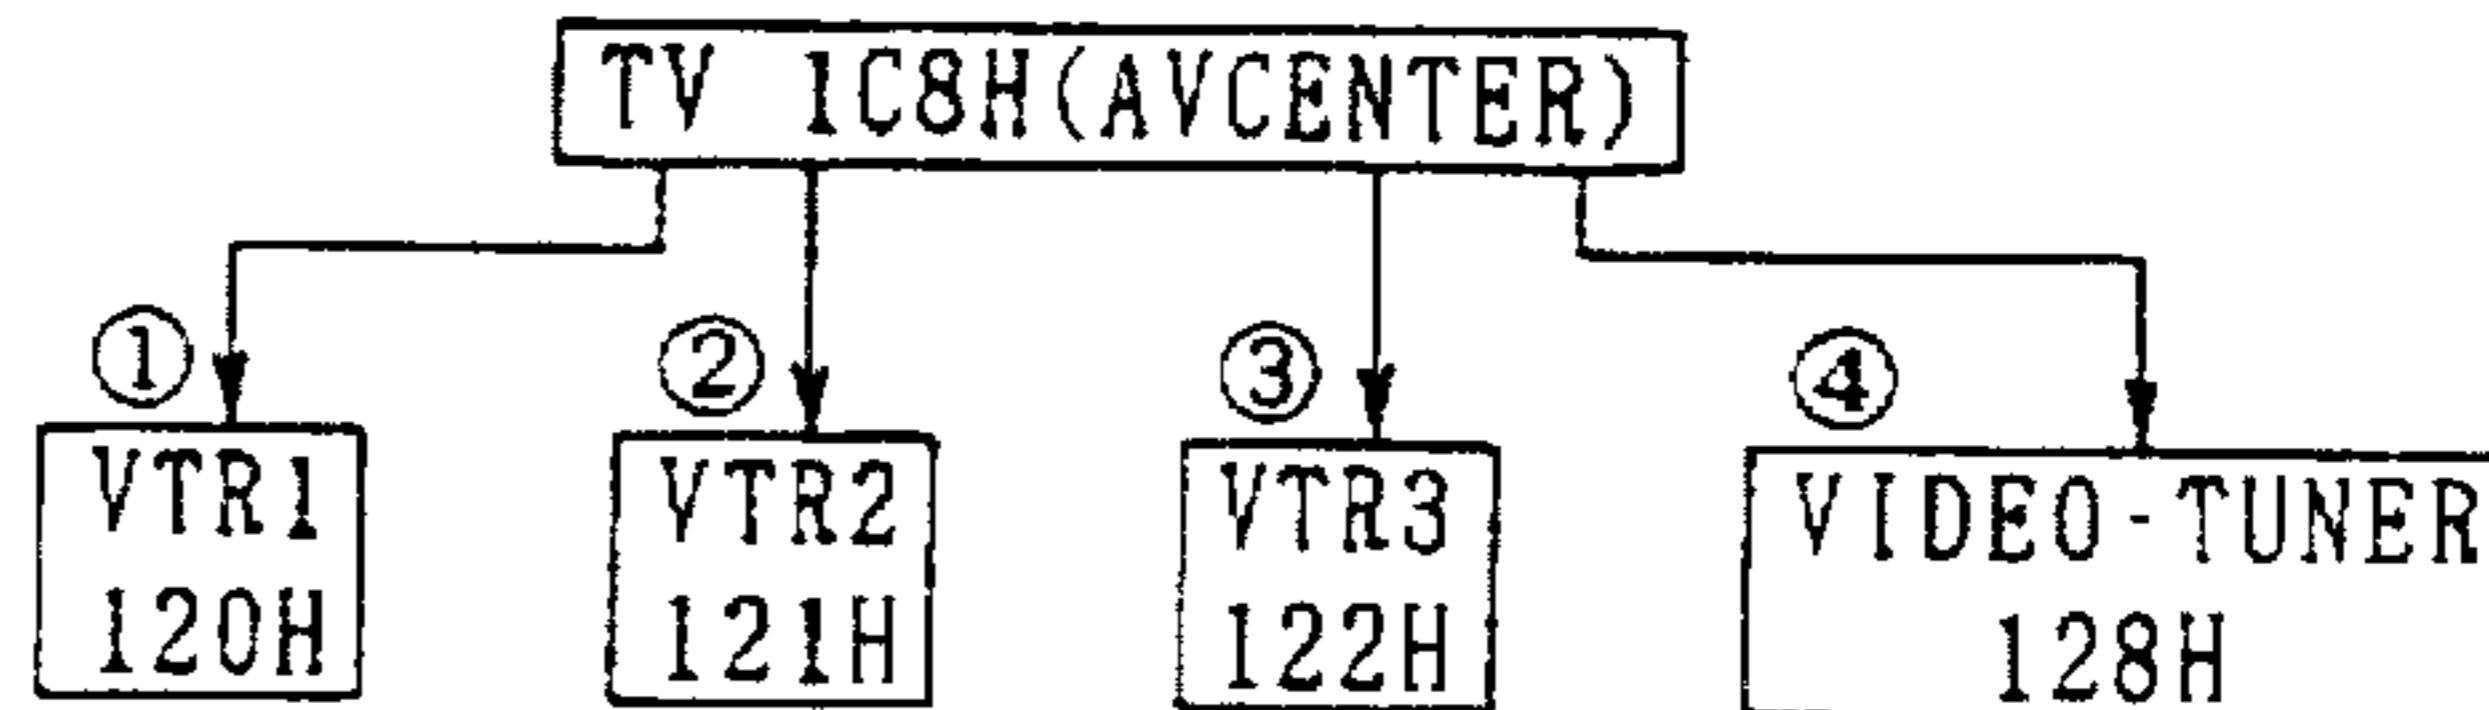 TV 1C8H(AVCENTER)
① ② ③ ④
VTR1 VTR2 VTR3 VIDEO-TUNER
120H 121H 122H 128H